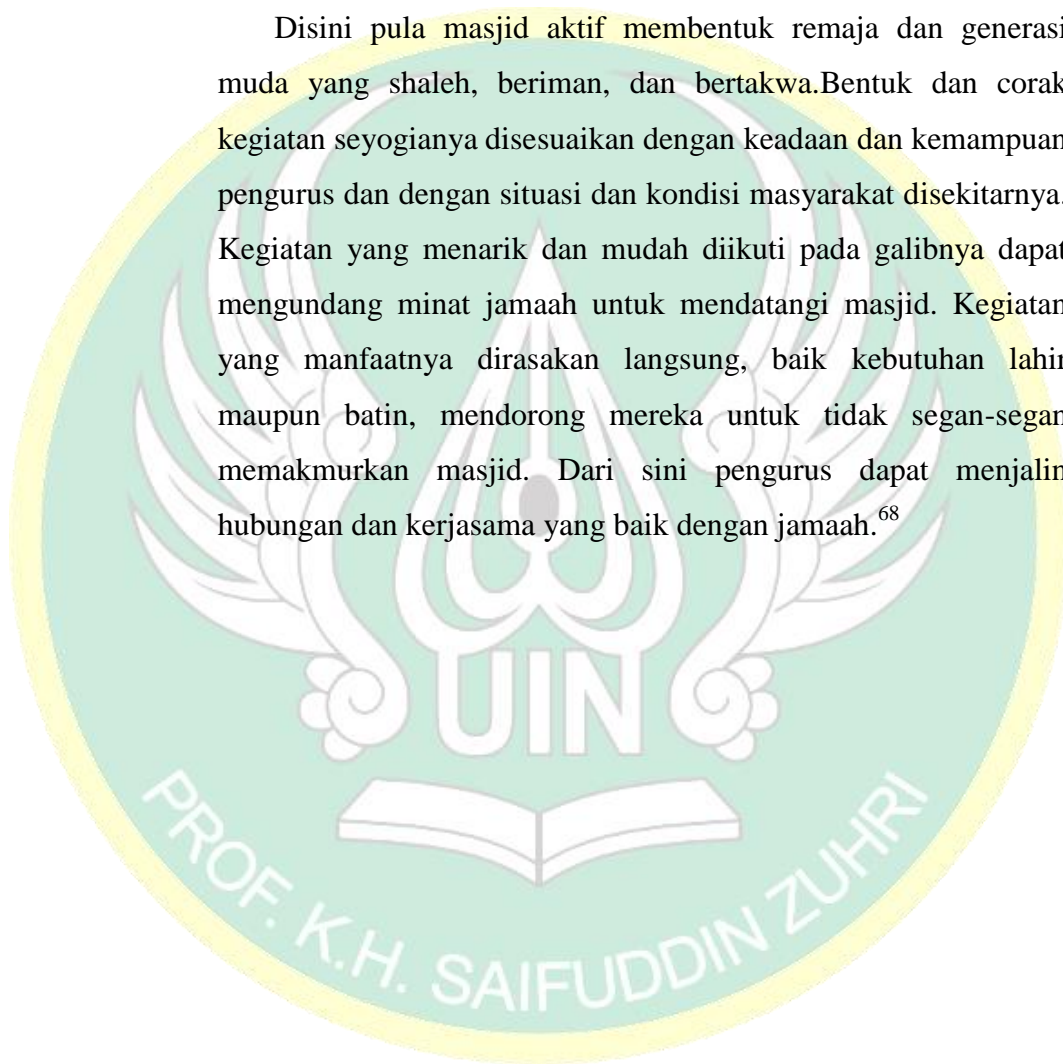 Disini pula masjid aktif membentuk remaja dan generasi
muda yang shaleh, beriman, dan bertakwa.Bentuk dan corak
kegiatan seyogianya disesuaikan dengan keadaan dan kemampuan
pengurus dan dengan situasi dan kondisi masyarakat disekitarnya.
Kegiatan yang menarik dan mudah diikuti pada galibnya dapat
mengundang minat jamaah untuk mendatangi masjid. Kegiatan
yang manfaatnya dirasakan langsung, baik kebutuhan lahir
maupun batin, mendorong mereka untuk tidak segan-segan
memakmurkan masjid. Dari sini pengurus dapat menjalin
hubungan dan kerjasama yang baik dengan jamaah.68
UIN
PROF. K.H. SAIFUDDIN ZUHRI